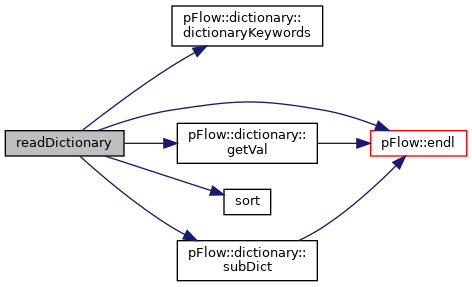 pFlow::dictionary::
dictionaryKeywords
readDictionary
pFlow::dictionary::
getVal
pFlow::endl
sort
pFlow::dictionary::
subDict